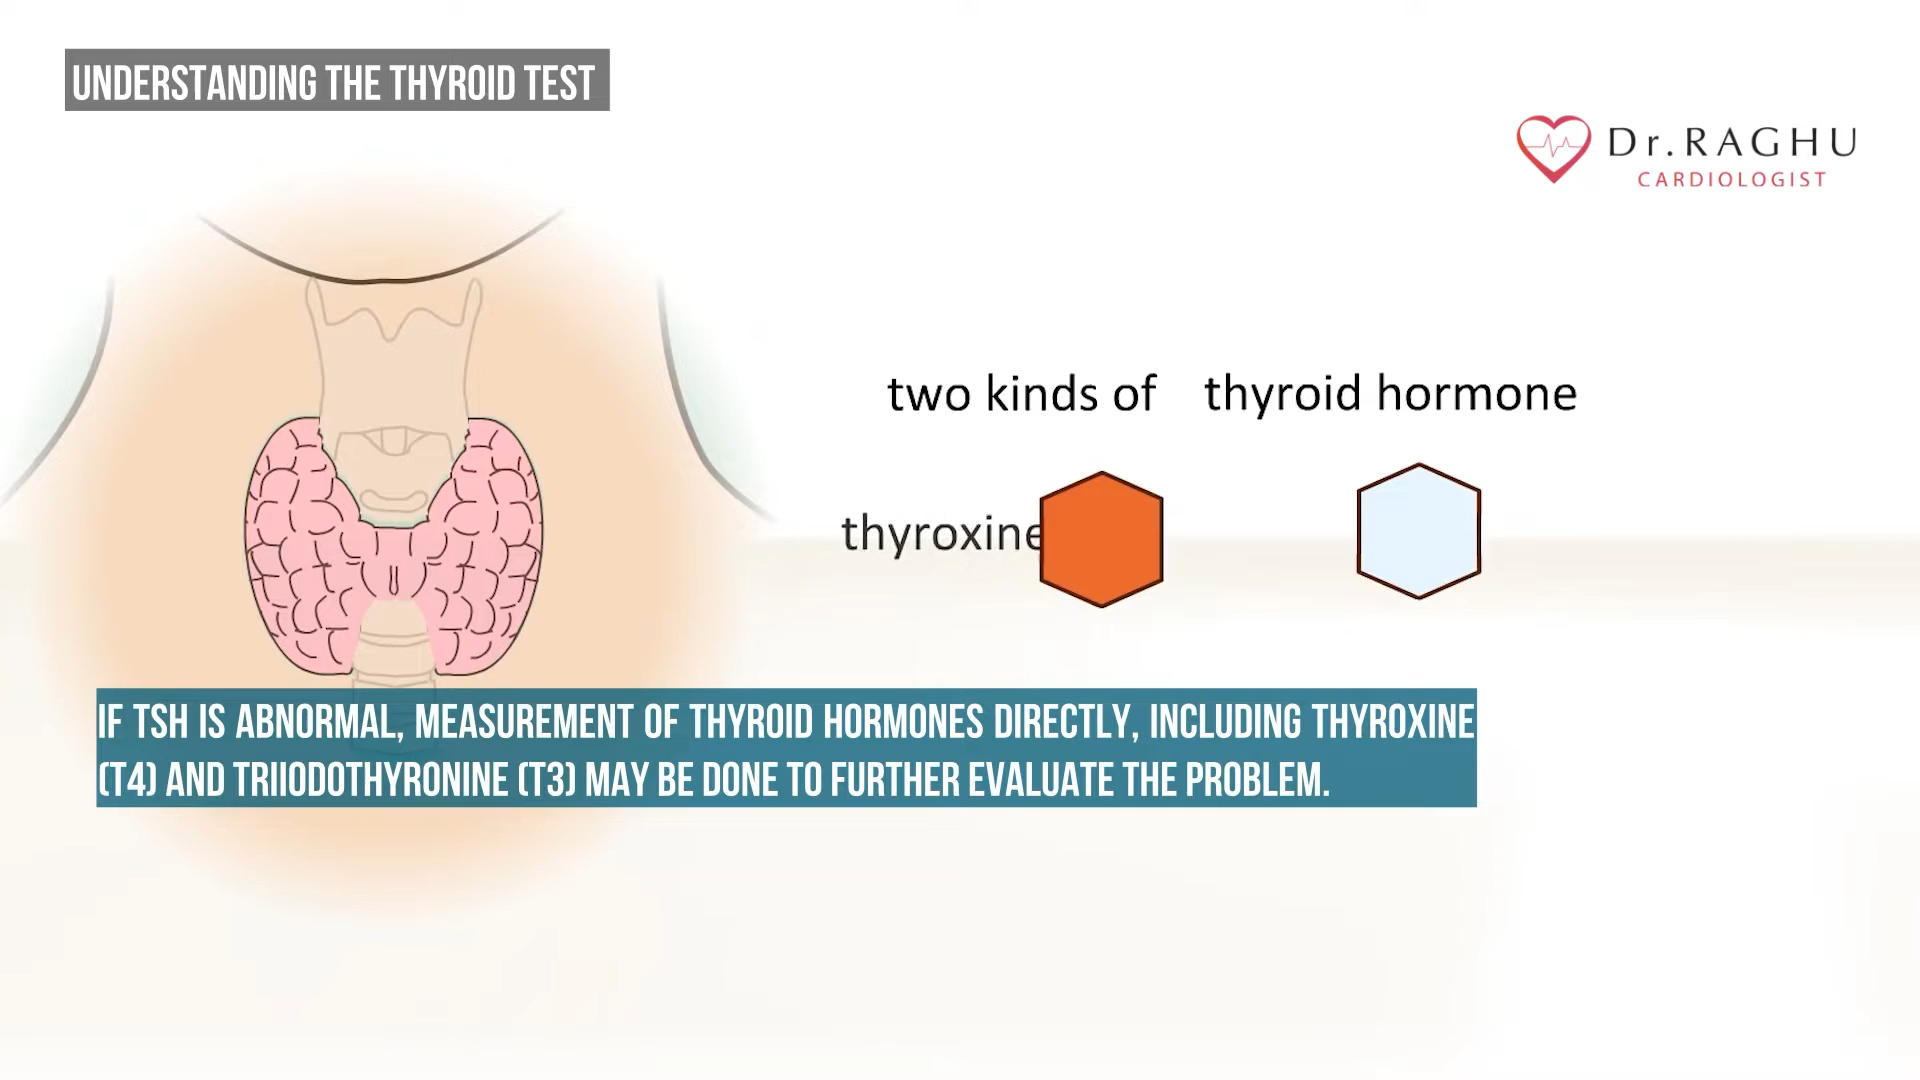 UNDERSTANDING THE THYROID TEST
Dr.RAGHU
CARDIOLOGIST
two kinds of thyroid hormone
thyroxine
IF TSH IS ABNORMAL, MEASUREMENT OF THYROID HORMONES DIRECTLY, INCLUDING THYROXINE
(T4) AND TRIIODOTHYRONINE (T3) MAY BE DONE TO FURTHER EVALUATE THE PROBLEM.